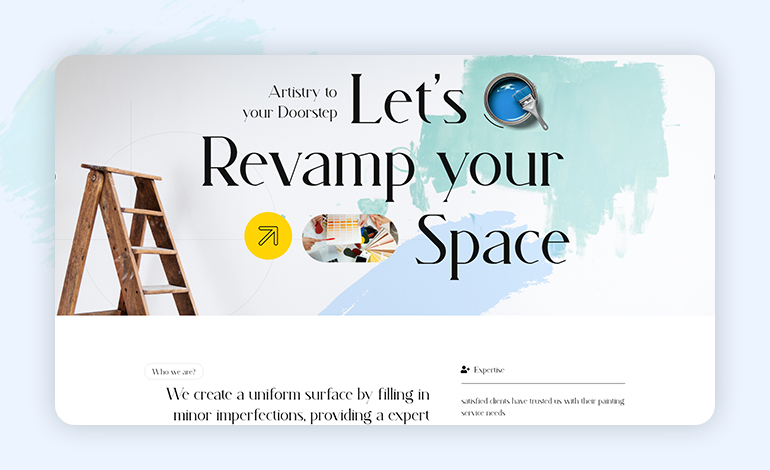 Artistry to
your Doorstep
Let's
Revamp your
Space
Who we are?
We create a uniform surface by filling in
minor imperfections, providing a expert
Expertise
satisfied clients have trusted us with their painting
service needs